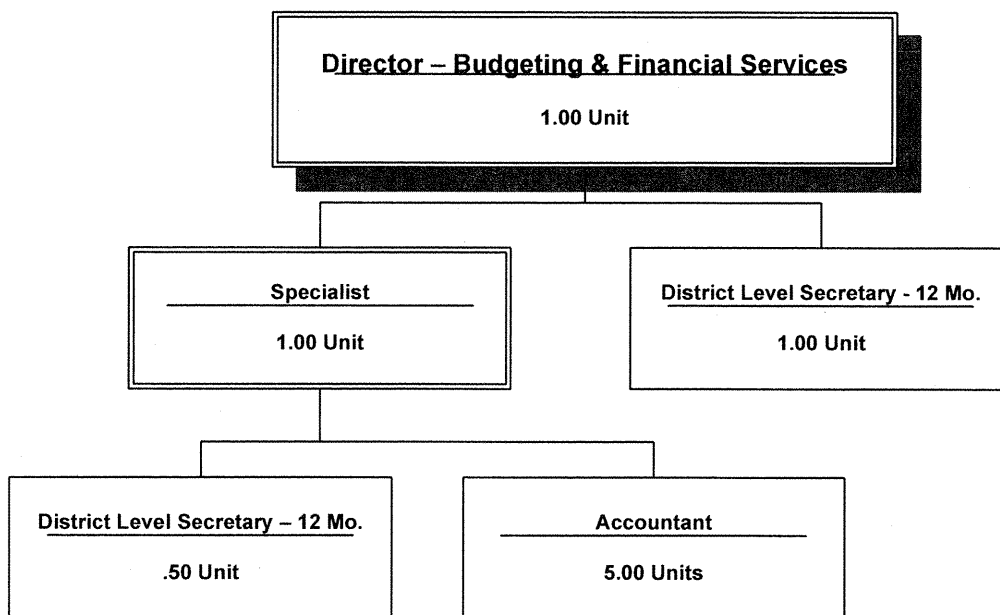 Director – Budgeting & Financial Services
1.00 Unit
Specialist
1.00 Unit
District Level Secretary - 12 Mo.
1.00 Unit
District Level Secretary – 12 Mo.
.50 Unit
Accountant
5.00 Units